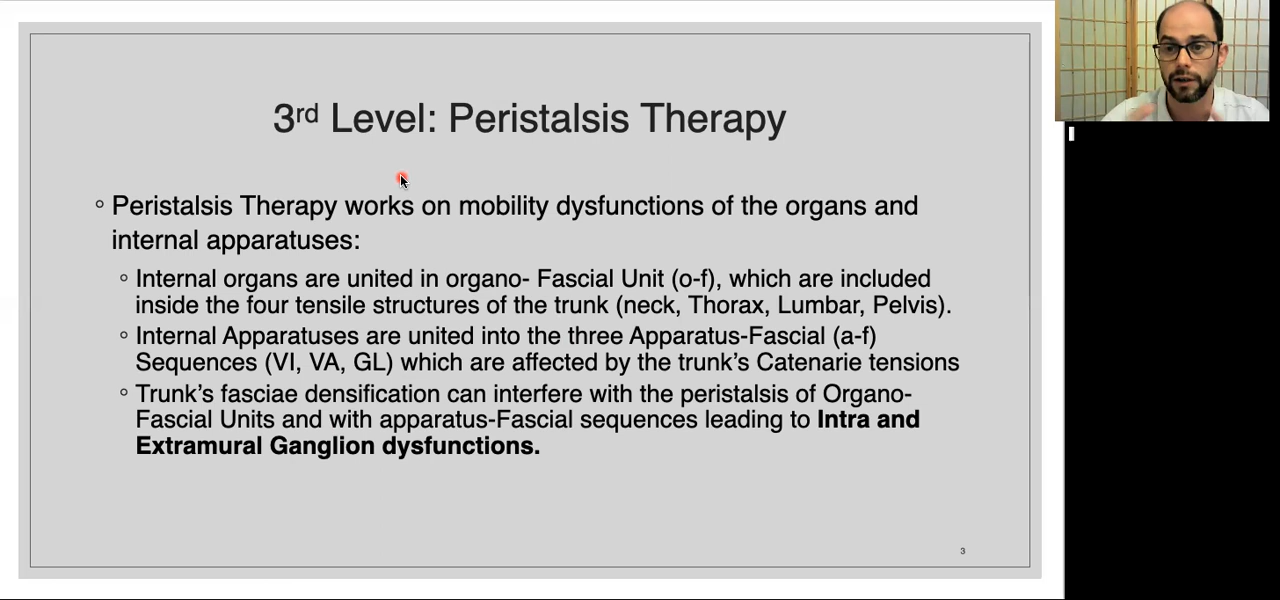 3rd Level: Peristalsis Therapy
◦ Peristalsis Therapy works on mobility dysfunctions of the organs and
internal apparatuses:
◦ Internal organs are united in organo- Fascial Unit (o-f), which are included
inside the four tensile structures of the trunk (neck, Thorax, Lumbar, Pelvis).
◦ Internal Apparatuses are united into the three Apparatus-Fascial (a-f)
Sequences (VI, VA, GL) which are affected by the trunk’s Catenarie tensions
◦ Trunk’s fasciae densification can interfere with the peristalsis of Organo-
Fascial Units and with apparatus-Fascial sequences leading to Intra and
Extramural Ganglion dysfunctions.
3